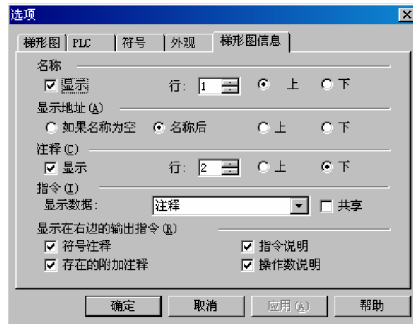 选项
梯形图 PLC 符号 外观 梯形图信息
名称
显示 行: 1 上 下
显示地址(A)
如果名称为空 名称后 上 下
注释(C)
显示 行: 2 上 下
指令(I)
显示数据: 注释 共享
显示在右边的输出指令(R)
符号注释 指令说明
存在的附加注释 操作数说明
确定 取消 应用(A) 帮助